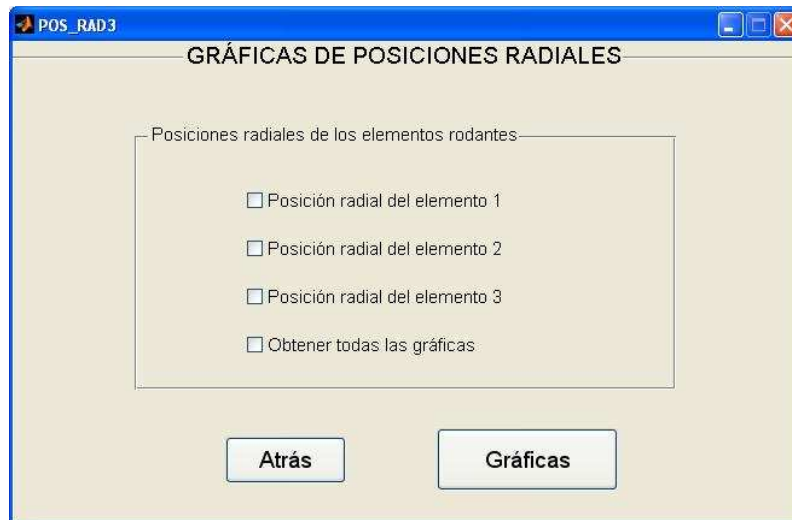 POS_RAD3
GRÁFICAS DE POSICIONES RADIALES
Posiciones radiales de los elementos rodantes
Posición radial del elemento 1
Posición radial del elemento 2
Posición radial del elemento 3
Obtener todas las gráficas
Atrás
Gráficas